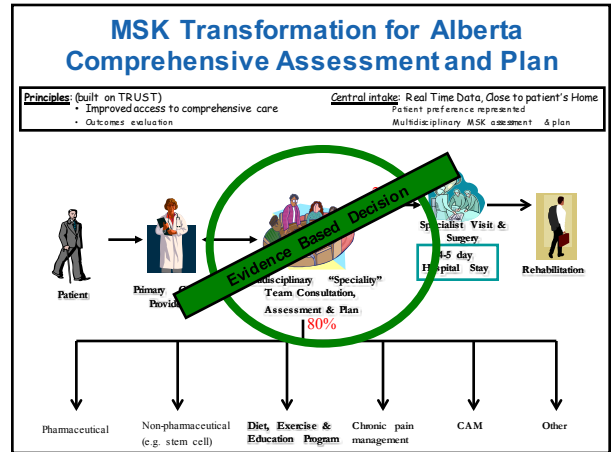 MSK Transformation for Alberta
Comprehensive Assessment and Plan
Principles: (built on TRUST)
• Improved access to comprehensive care
• Outcomes evaluation
Central intake: Real Time Data, Close to patient's Home
Patient preference represented
Multidisciplinary MSK assessment & plan
Evidence Based Decision
Patient
Primary
Provid
disciplinary "Speciality"
Team Consultation,
Assessment & Plan
80%
Specialist Visit &
Surgery
4-5 day
Hospital Stay
Rehabilitation
Pharmaceutical
Non-pharmaceutical
(e.g. stem cell)
Diet, Exercise &
Education Program
Chronic pain
management
CAM
Other